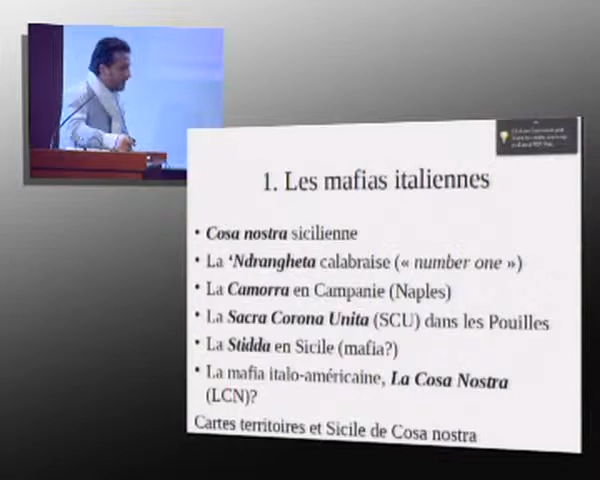 1. Les mafias italiennes
• Cosa nostra sicilienne
• La ‘Ndrangheta calabraise (« number one »)
• La Camorra en Campanie (Naples)
• La Sacra Corona Unita (SCU) dans les Pouilles
• La Stidda en Sicile (mafia?)
• La mafia italo-américaine, La Cosa Nostra
(LCN)?
Cartes territoires et Sicile de Cosa nostra